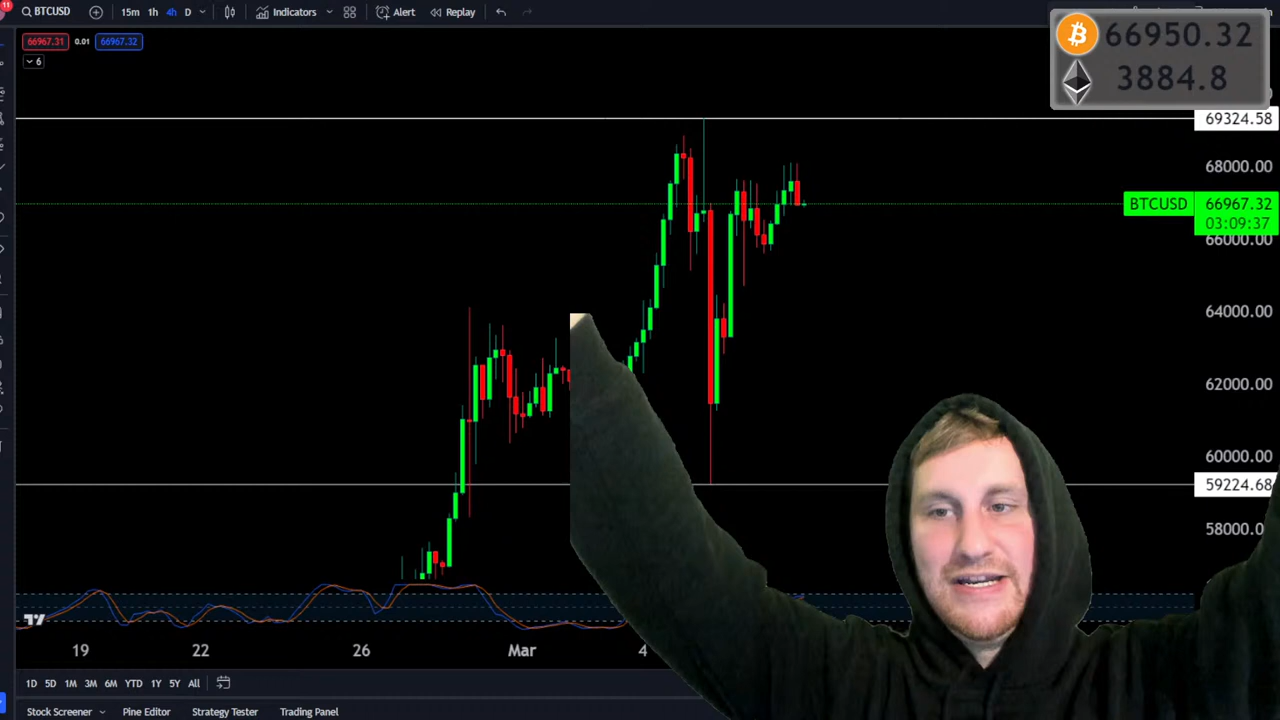 11
BTCUSD
15m 1h 4h D
Indicators
Alert
Replay
66967.31 0.01 66967.32
6
66950.32
3884.8
69324.58
68000.00
BTCUSD 66967.32
03:09:37
66000.00
64000.00
62000.00
60000.00
59224.68
58000.00
19 22 26 Mar 4
1D 5D 1M 3M 6M YTD 1Y 5Y All
Stock Screener Pine Editor Strategy Tester Trading Panel